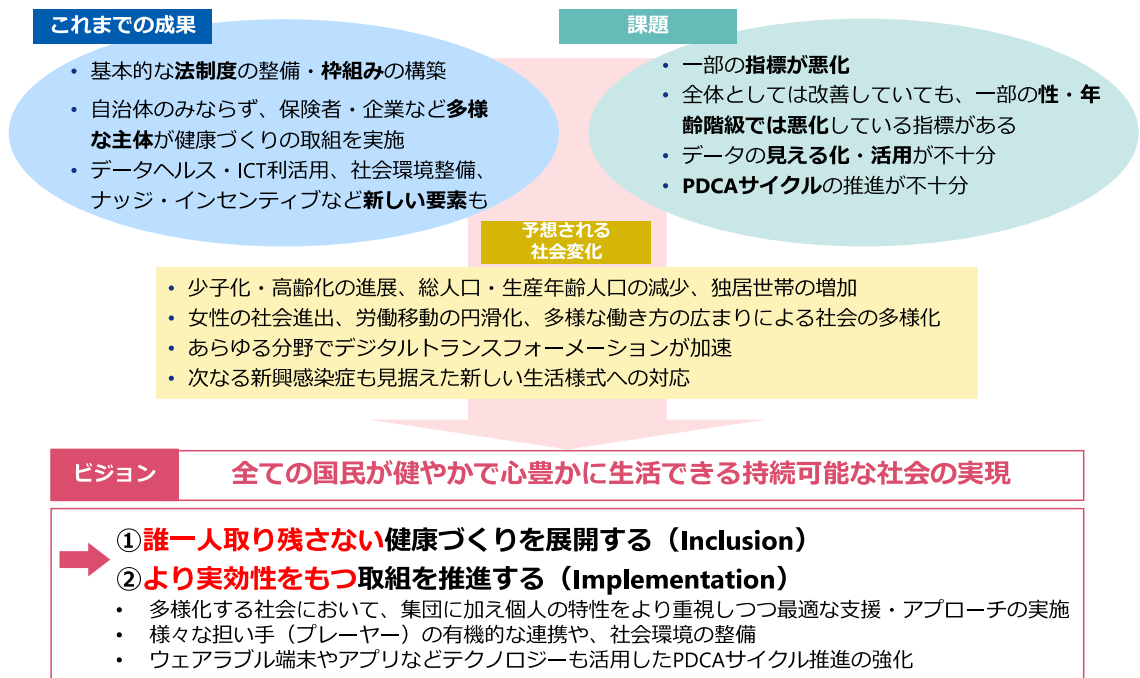 これまでの成果
• 基本的な法制度の整備・枠組みの構築
• 自治体のみならず、保険者・企業など多様
な主体が健康づくりの取組を実施
• データヘルス・ICT利活用、社会環境整備、
ナッジ・インセンティブなど新しい要素も
課題
• 一部の指標が悪化
• 全体としては改善していても、一部の性・年
齢階級では悪化している指標がある
• データの見える化・活用が不十分
• PDCAサイクルの推進が不十分
予想される
社会変化
• 少子化・高齢化の進展、総人口・生産年齢人口の減少、独居世帯の増加
• 女性の社会進出、労働移動の円滑化、多様な働き方の広まりによる社会の多様化
• あらゆる分野でデジタルトランスフォーメーションが加速
• 次なる新興感染症も見据えた新しい生活様式への対応
ビジョン
全ての国民が健やかで心豊かに生活できる持続可能な社会の実現
①誰一人取り残さない健康づくりを展開する（Inclusion）
②より実効性をもつ取組を推進する（Implementation）
• 多様化する社会において、集団に加え個人の特性をより重視しつつ最適な支援・アプローチの実施
• 様々な担い手（プレーヤー）の有機的な連携や、社会環境の整備
• ウェアラブル端末やアプリなどテクノロジーも活用したPDCAサイクル推進の強化